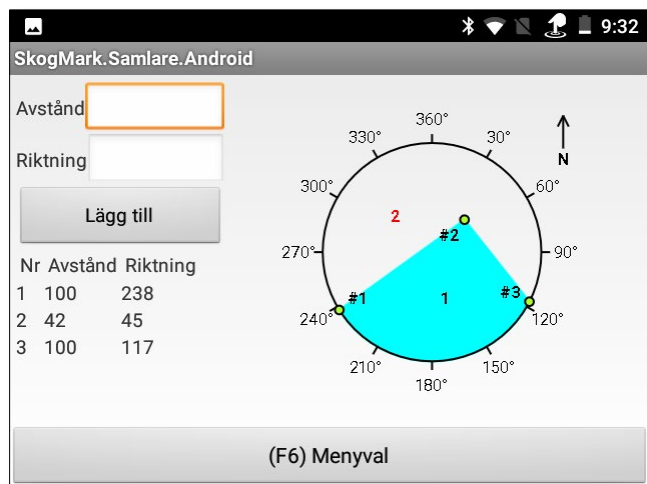 9:32
SkogMark.Samlare.Android
Avstånd
Riktning
Lägg till
Nr Avstånd Riktning
1 100 238
2 42 45
3 100 117
360°
330° 30°
N
300° 60°
2
#2
270° 90°
#1 1 #3
240° 120°
210° 150°
180°
(F6) Menyval